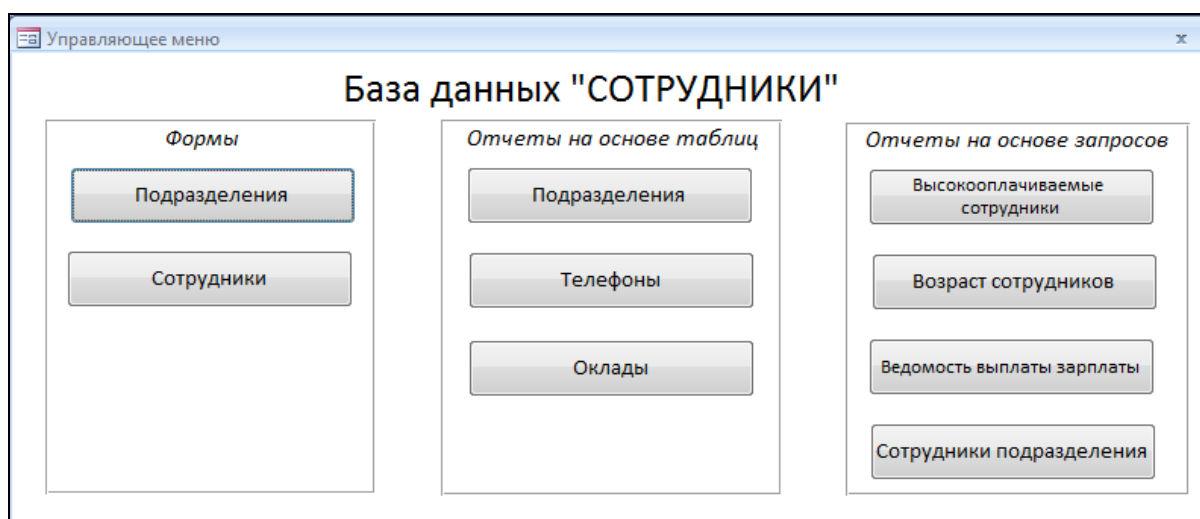 Управляющее меню
База данных "СОТРУДНИКИ"
Формы
Подразделения
Сотрудники
Отчеты на основе таблиц
Подразделения
Телефоны
Оклады
Отчеты на основе запросов
Высокооплачиваемые
сотрудники
Возраст сотрудников
Ведомость выплаты зарплаты
Сотрудники подразделения